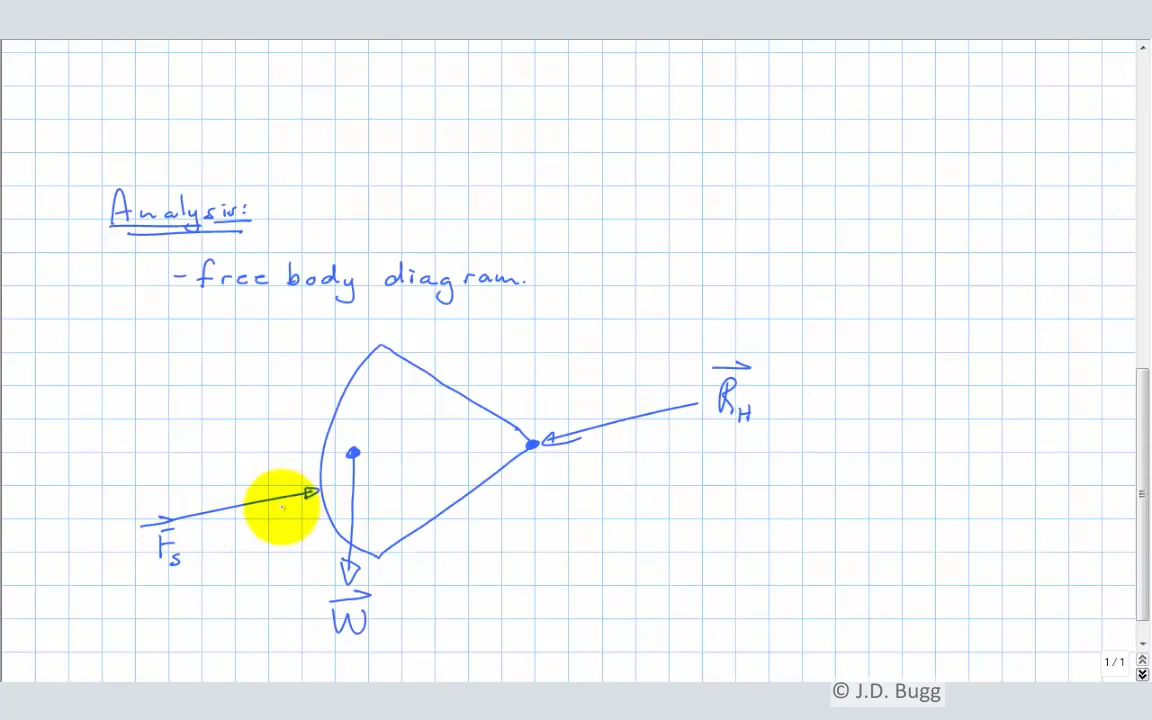 Analysis:
- free body diagram.
R_H
F_s
W
1 / 1
© J.D. Bugg